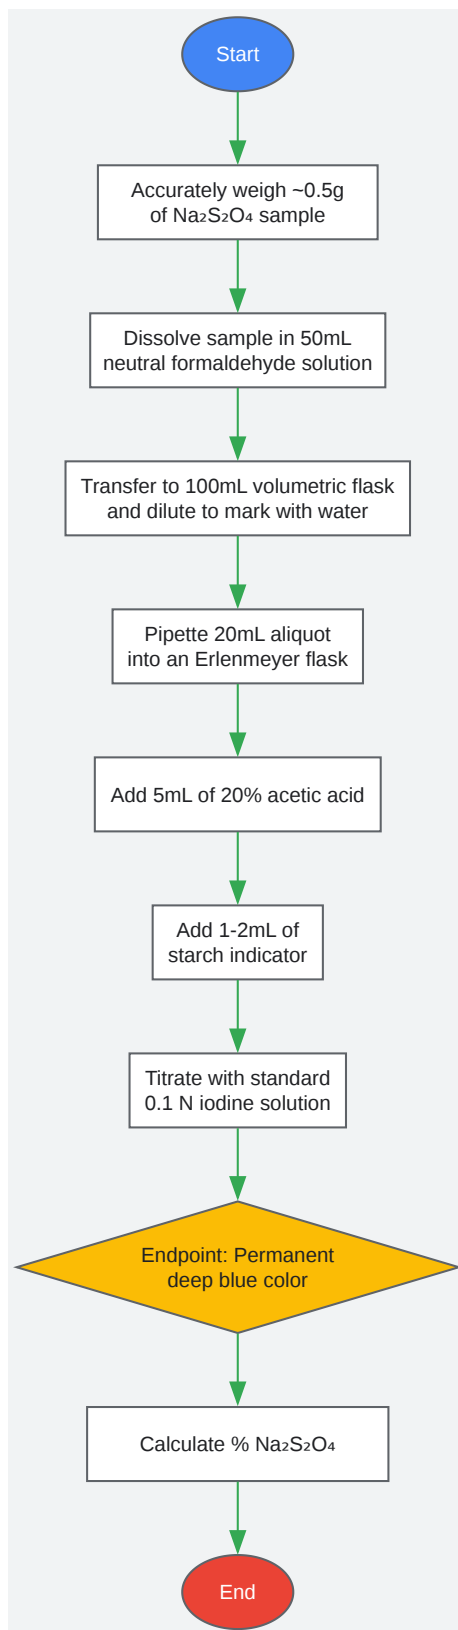 Start
Accurately weigh ~0.5g
of Na₂S₂O₄ sample
Dissolve sample in 50mL
neutral formaldehyde solution
Transfer to 100mL volumetric flask
and dilute to mark with water
Pipette 20mL aliquot
into an Erlenmeyer flask
Add 5mL of 20% acetic acid
Add 1-2mL of
starch indicator
Titrate with standard
0.1 N iodine solution
Endpoint: Permanent
deep blue color
Calculate % Na₂S₂O₄
End